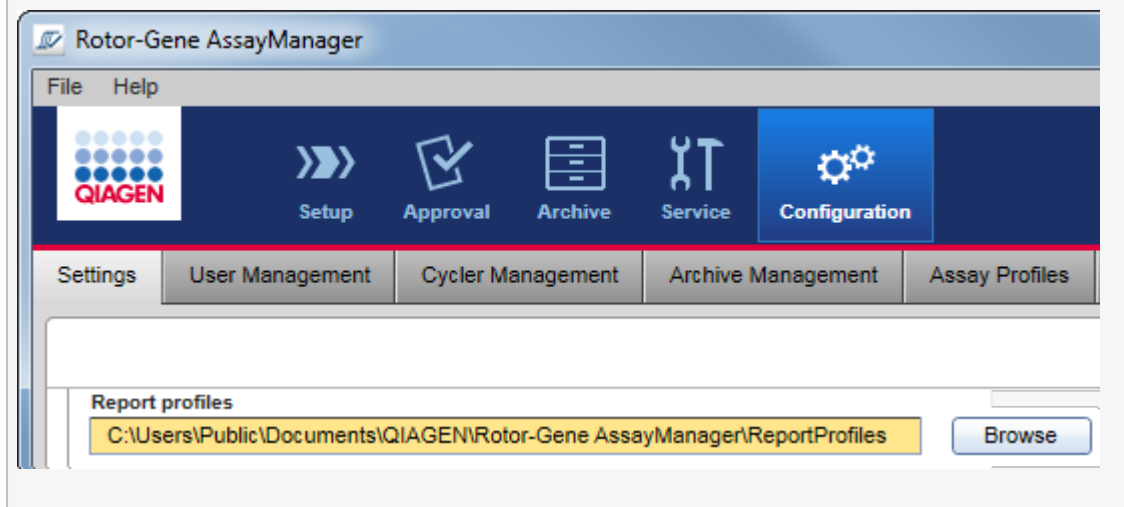 Rotor-Gene AssayManager
File Help
QIAGEN
Setup Approval Archive Service Configuration
Settings User Management Cycler Management Archive Management Assay Profiles
Report profiles
C:\Users\Public\Documents\QIAGEN\Rotor-Gene AssayManager\ReportProfiles Browse